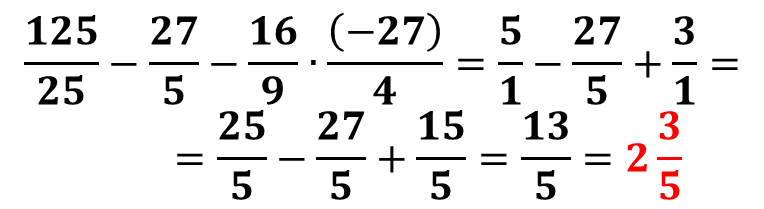 125/25 − 27/5 − 16/9 · (−27)/4 = 5/1 − 27/5 + 3/1 =
= 25/5 − 27/5 + 15/5 = 13/5 = 2 3/5